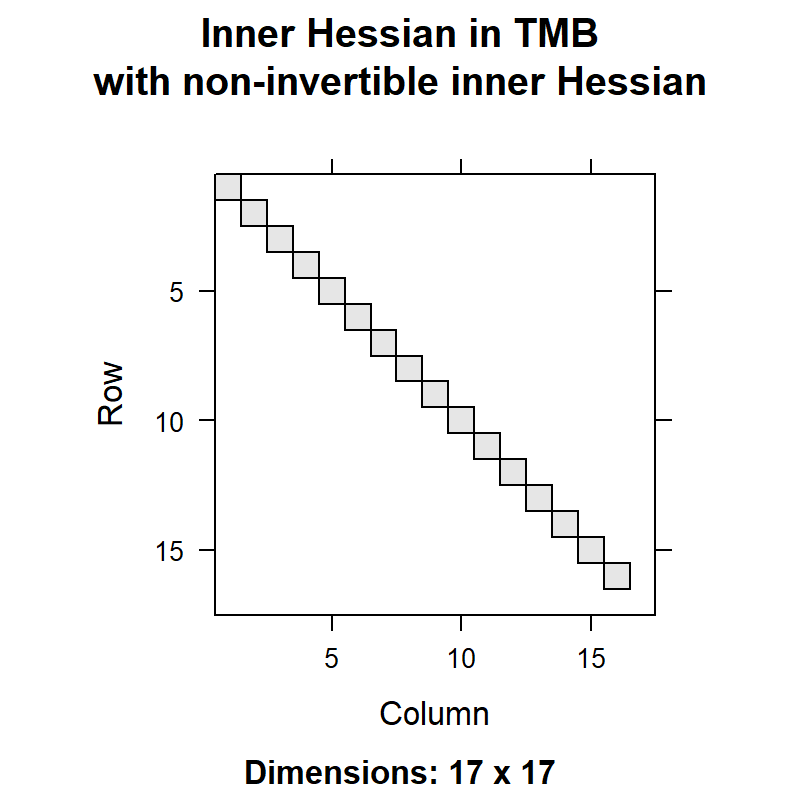 Inner Hessian in TMB
with non-invertible inner Hessian
5
10
15
Row
5
10
15
Column
Dimensions: 17 x 17